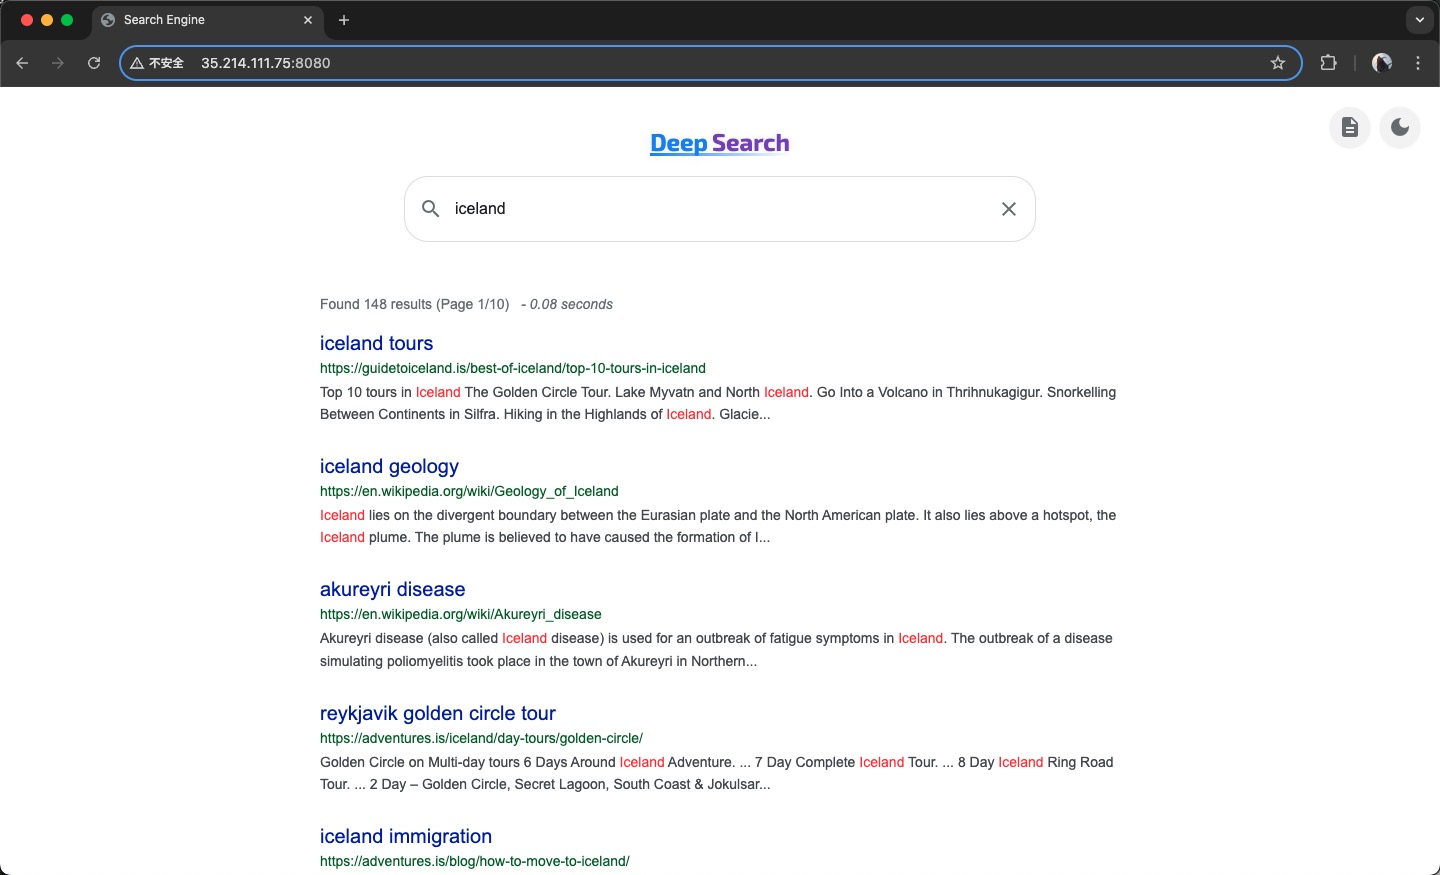 Search Engine
不安全 35.214.111.75:8080
Deep Search
iceland
Found 148 results (Page 1/10) - 0.08 seconds
iceland tours
https://guidetoiceland.is/best-of-iceland/top-10-tours-in-iceland
Top 10 tours in Iceland The Golden Circle Tour. Lake Myvatn and North Iceland. Go Into a Volcano in Thrihnukagigur. Snorkelling
Between Continents in Silfra. Hiking in the Highlands of Iceland. Glacie...
iceland geology
https://en.wikipedia.org/wiki/Geology_of_Iceland
Iceland lies on the divergent boundary between the Eurasian plate and the North American plate. It also lies above a hotspot, the
Iceland plume. The plume is believed to have caused the formation of I...
akureyri disease
https://en.wikipedia.org/wiki/Akureyri_disease
Akureyri disease (also called Iceland disease) is used for an outbreak of fatigue symptoms in Iceland. The outbreak of a disease
simulating poliomyelitis took place in the town of Akureyri in Northern...
reykjavik golden circle tour
https://adventures.is/iceland/day-tours/golden-circle/
Golden Circle on Multi-day tours 6 Days Around Iceland Adventure. ... 7 Day Complete Iceland Tour. ... 8 Day Iceland Ring Road
Tour. ... 2 Day – Golden Circle, Secret Lagoon, South Coast & Jokulsar...
iceland immigration
https://adventures.is/blog/how-to-move-to-iceland/